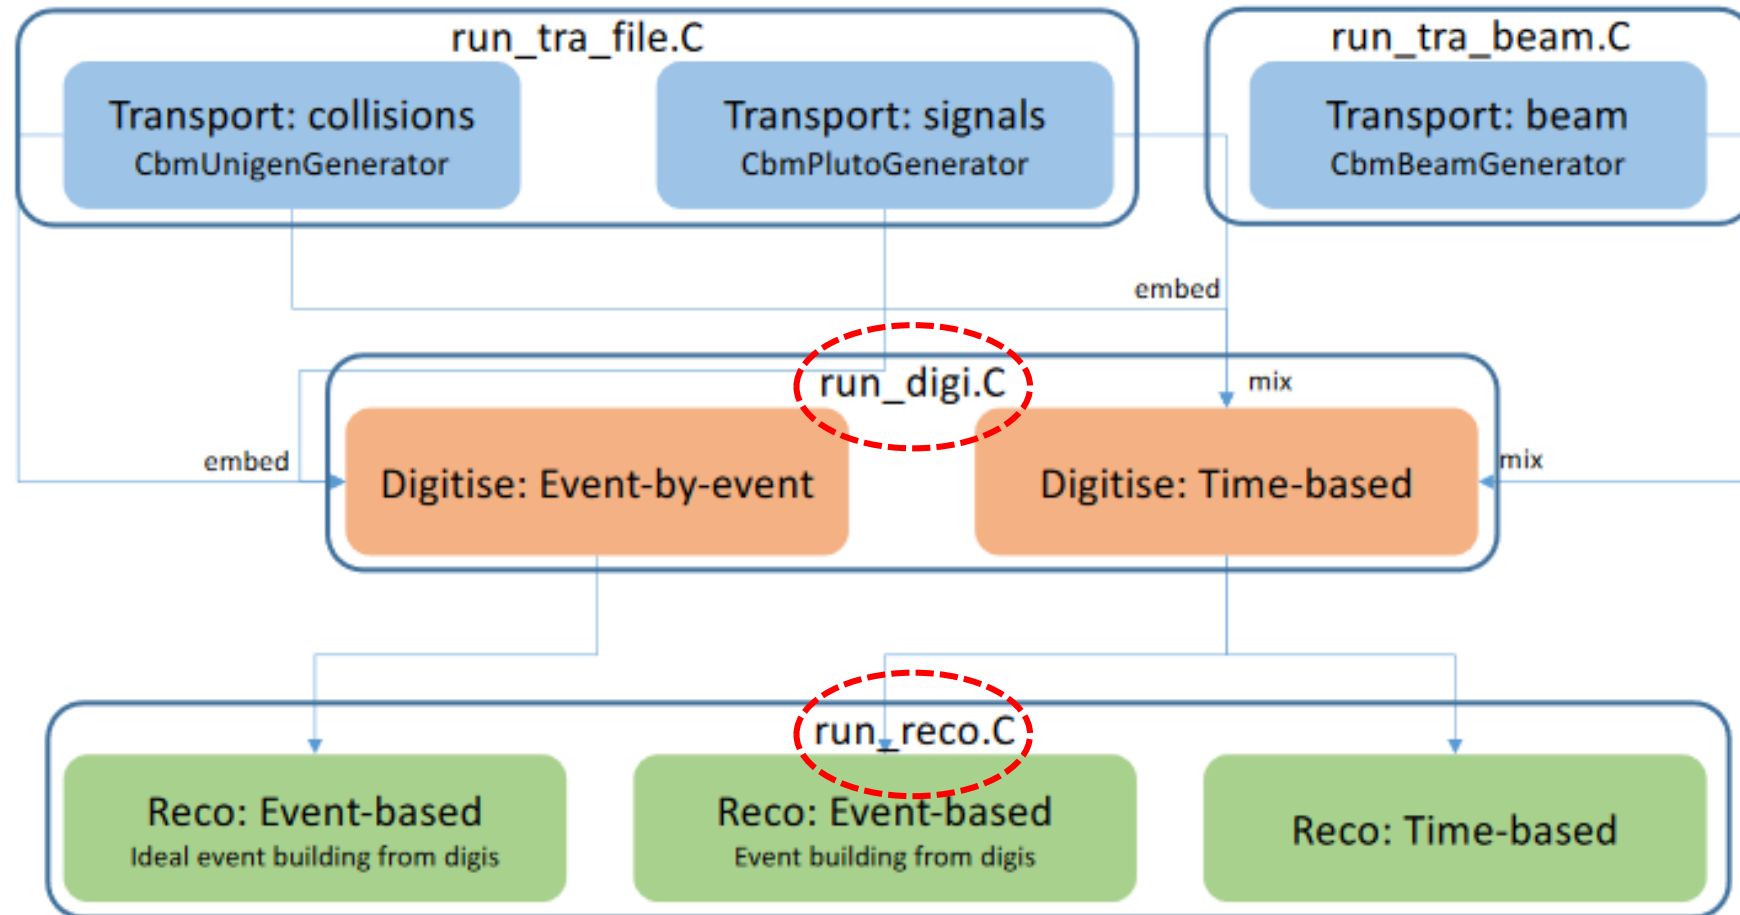 run_tra_file.C
run_tra_beam.C
Transport: collisions
CbmUnigenGenerator
Transport: signals
CbmPlutoGenerator
Transport: beam
CbmBeamGenerator
embed
run_digi.C
mix
embed
Digitise: Event-by-event
Digitise: Time-based
mix
run_reco.C
Reco: Event-based
Ideal event building from digis
Reco: Event-based
Event building from digis
Reco: Time-based